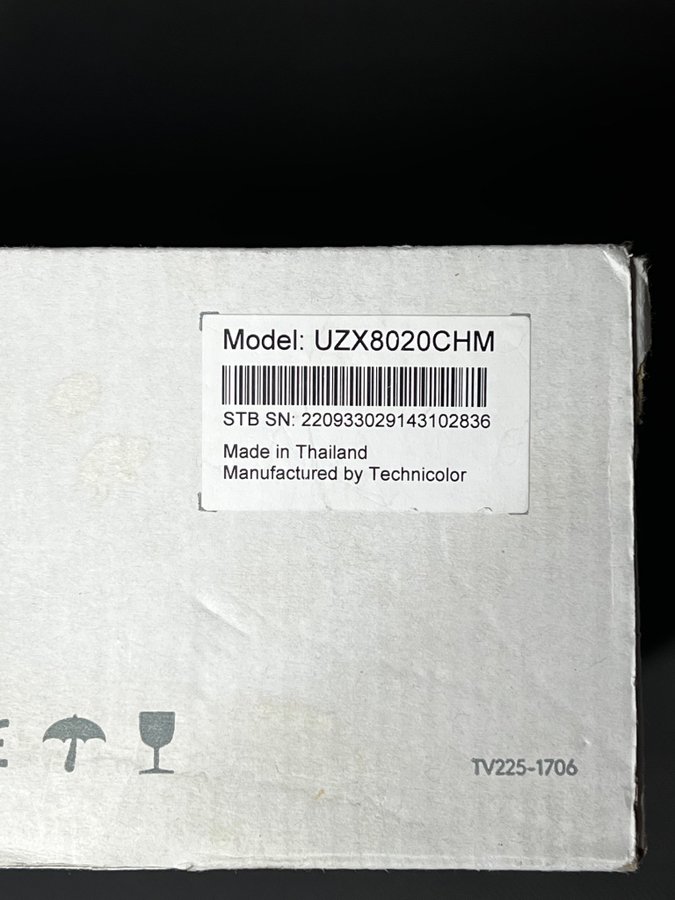 Model: UZX8020CHM
STB SN: 220933029143102836
Made in Thailand
Manufactured by Technicolor
TV225-1706